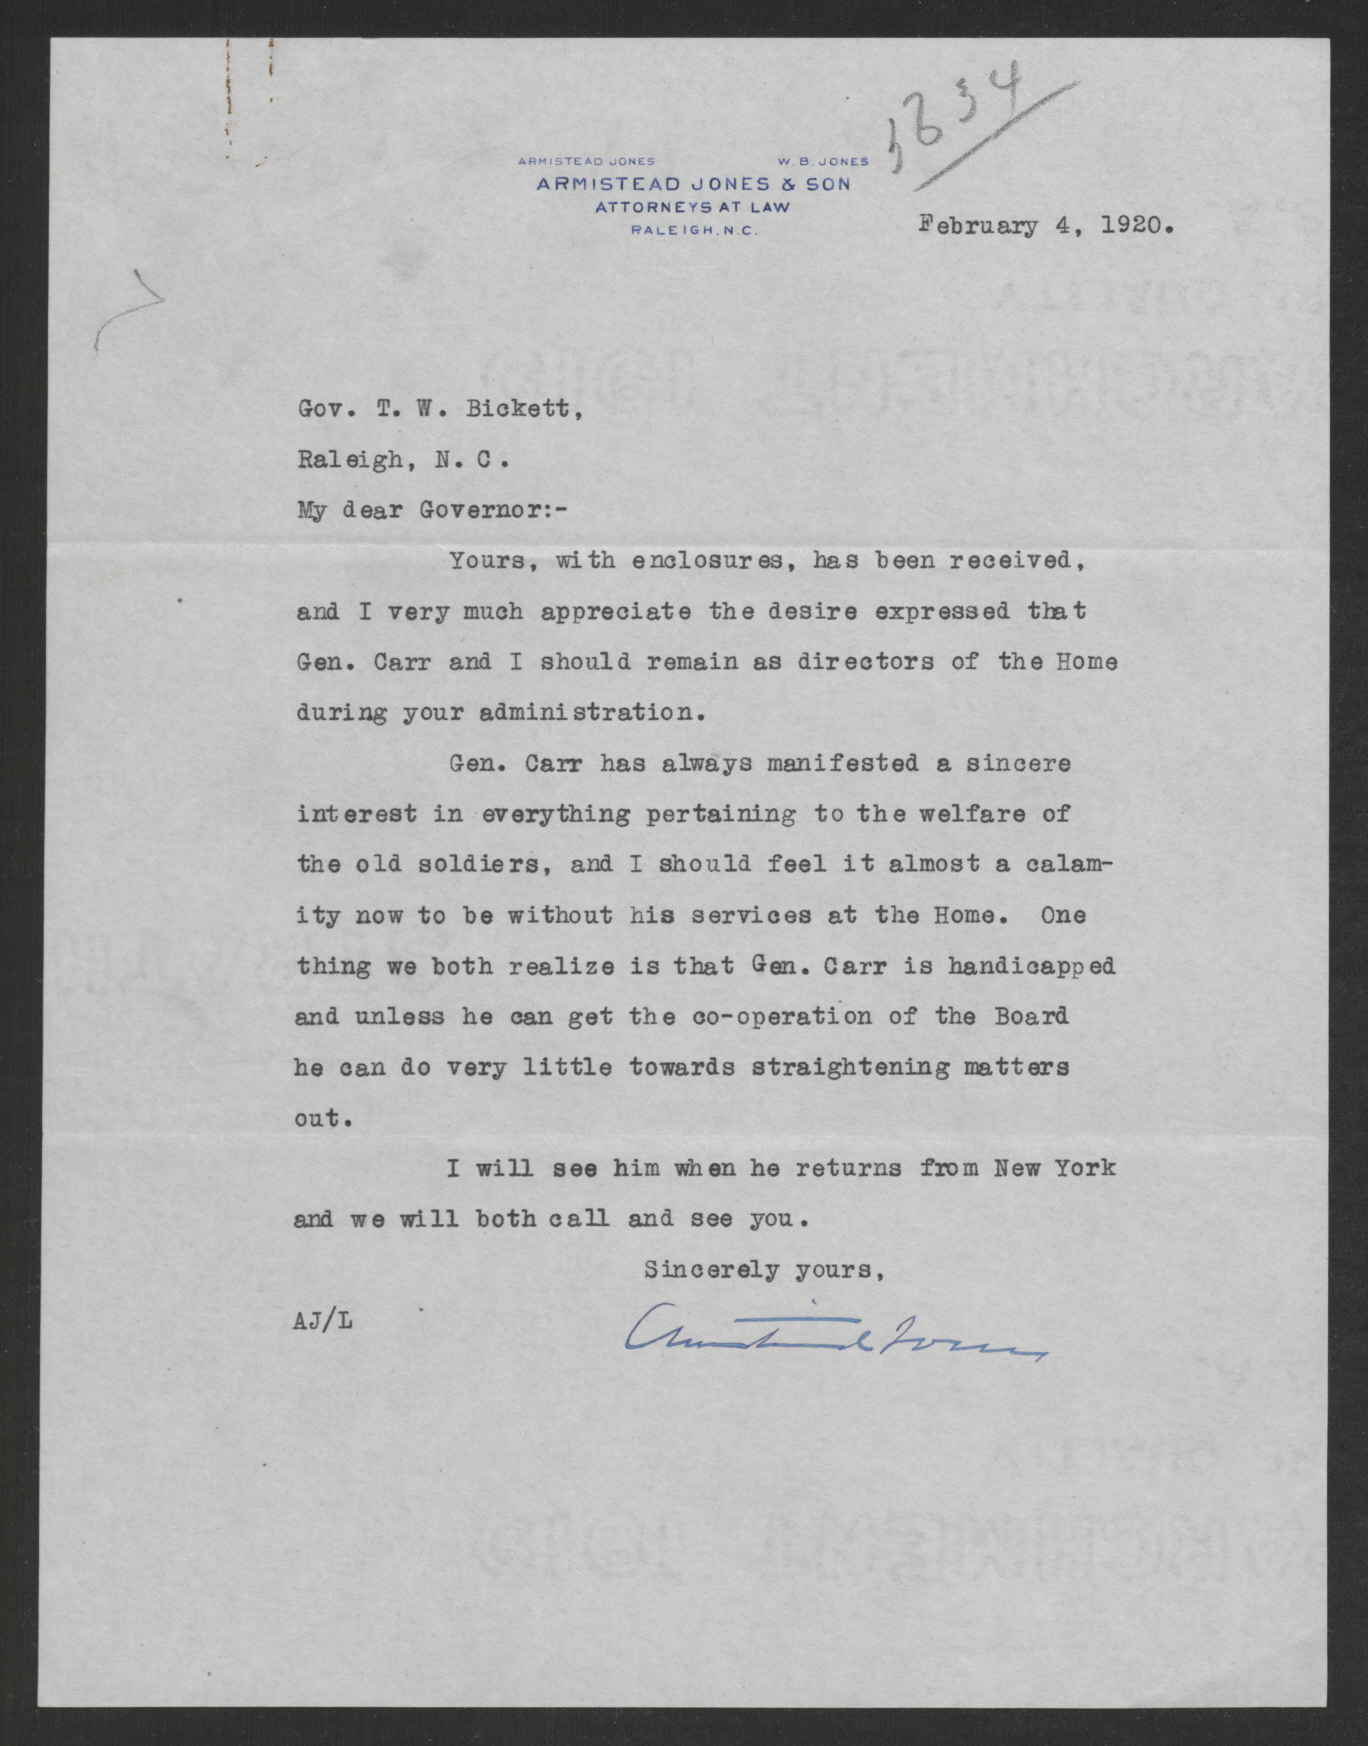 3834
ARMISTEAD JONES W. B. JONES
ARMISTEAD JONES & SON
ATTORNEYS AT LAW
RALEIGH, N.C.
February 4, 1920.
Gov. T. W. Bickett,
Raleigh, N. C.
My dear Governor:-
Yours, with enclosures, has been received,
and I very much appreciate the desire expressed that
Gen. Carr and I should remain as directors of the Home
during your administration.
Gen. Carr has always manifested a sincere
interest in everything pertaining to the welfare of
the old soldiers, and I should feel it almost a calam-
ity now to be without his services at the Home. One
thing we both realize is that Gen. Carr is handicapped
and unless he can get the co-operation of the Board
he can do very little towards straightening matters
out.
I will see him when he returns from New York
and we will both call and see you.
Sincerely yours,
AJ/L
Armistead Jones